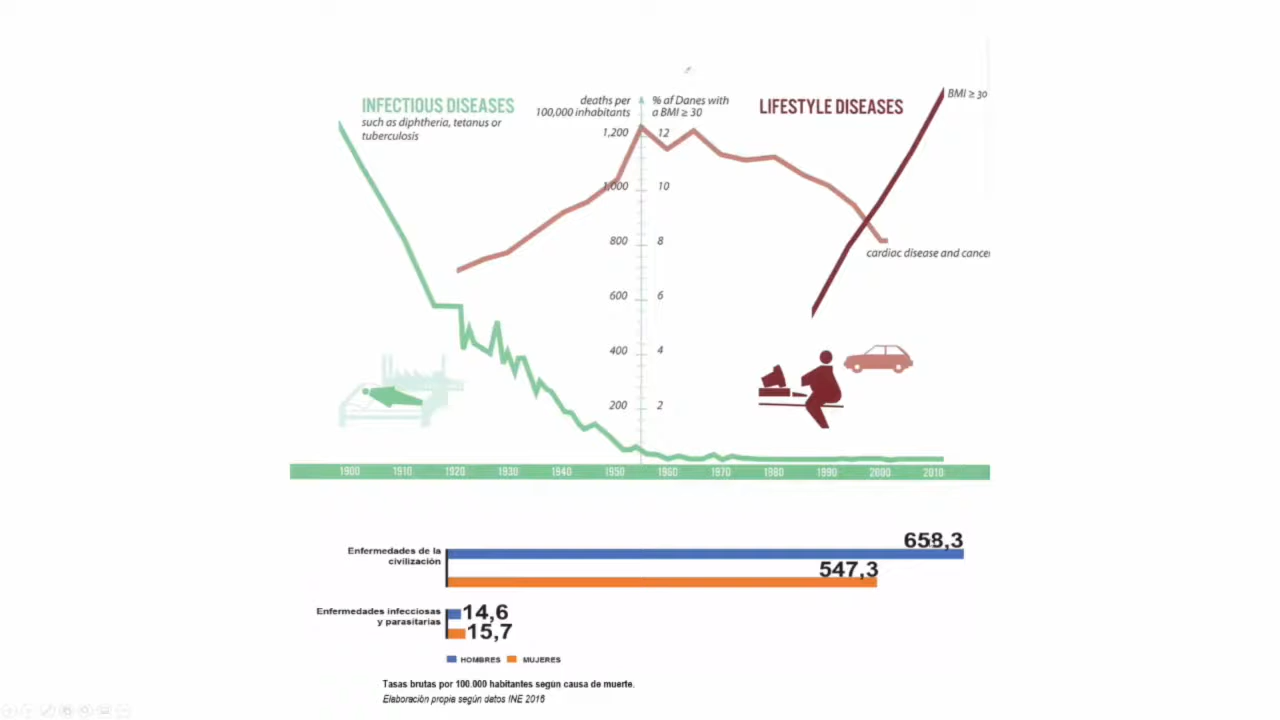 INFECTIOUS DISEASES
such as diphtheria, tetanus or
tuberculosis
deaths per
100,000 inhabitants
% af Danes with
a BMI ≥ 30
LIFESTYLE DISEASES
BMI ≥ 30
1,200 12
1,000 10
800 8
cardiac disease and cancer
600 6
400 4
200 2
1900 1910 1920 1930 1940 1950 1960 1970 1980 1990 2000 2010
658,3
Enfermedades de la
civilización
547,3
Enfermedades infecciosas
y parasitarias
14,6
15,7
HOMBRES MUJERES
Tasas brutas por 100.000 habitantes según causa de muerte.
Elaboración propia según datos INE 2016